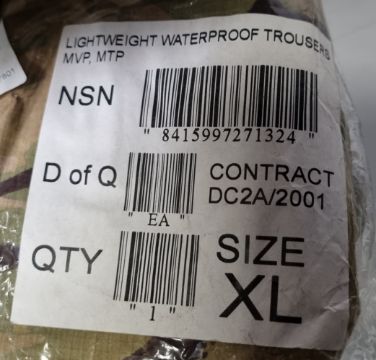 LIGHTWEIGHT WATERPROOF TROUSERS
MVP, MTP
NSN
" 8415997271324 "
D of Q
" EA "
CONTRACT
DC2A/2001
QTY
" 1 "
SIZE
XL